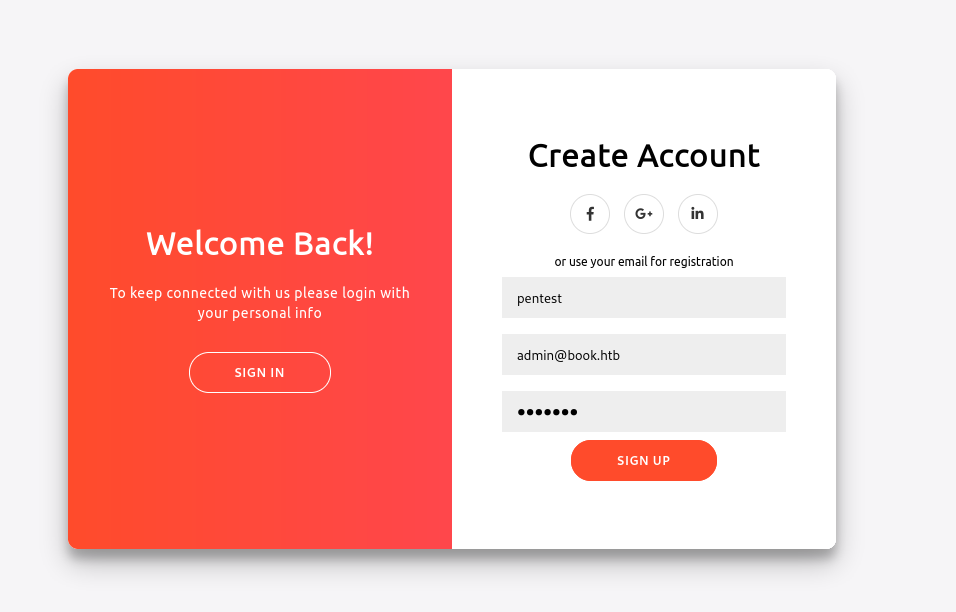 Welcome Back!
To keep connected with us please login with
your personal info
SIGN IN
Create Account
f
G+
in
or use your email for registration
pentest
admin@book.htb
●●●●●●●
SIGN UP